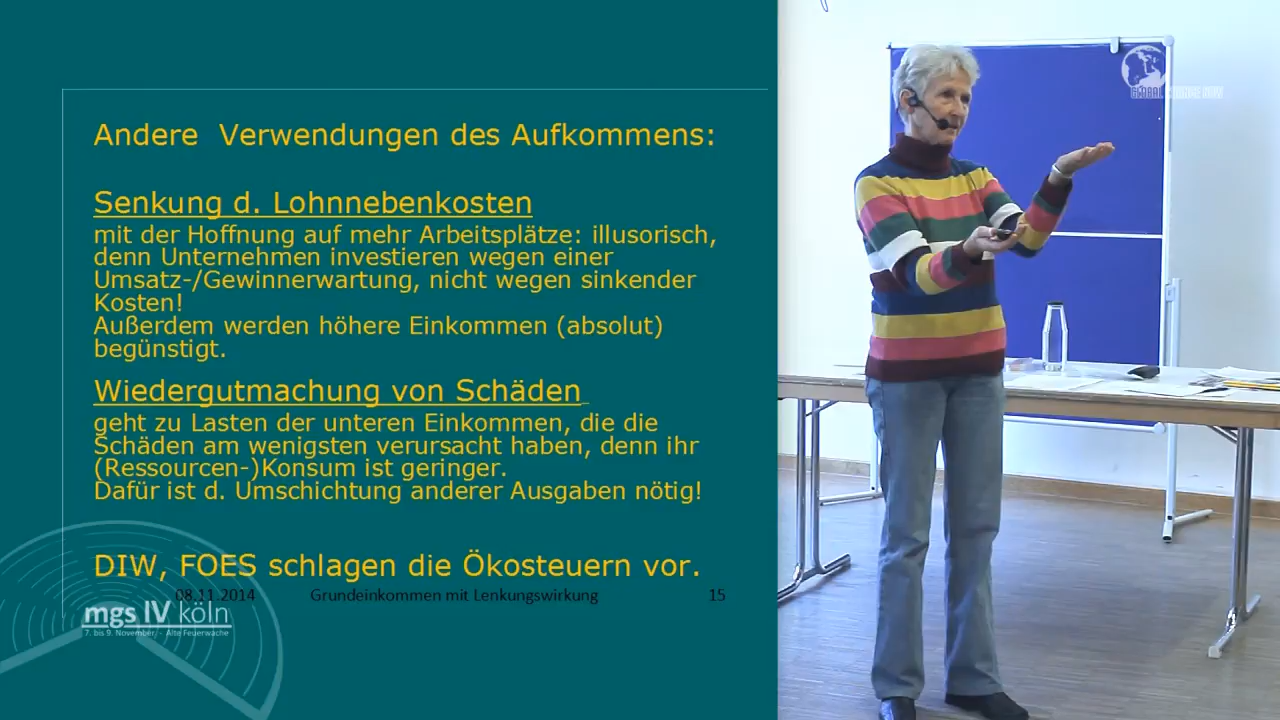 Andere Verwendungen des Aufkommens:
Senkung d. Lohnnebenkosten
mit der Hoffnung auf mehr Arbeitsplätze: illusorisch,
denn Unternehmen investieren wegen einer
Umsatz-/Gewinnerwartung, nicht wegen sinkender
Kosten!
Außerdem werden höhere Einkommen (absolut)
begünstigt.
Wiedergutmachung von Schäden
geht zu Lasten der unteren Einkommen, die die
Schäden am wenigsten verursacht haben, denn ihr
(Ressourcen-)Konsum ist geringer.
Dafür ist d. Umschichtung anderer Ausgaben nötig!
DIW, FOES schlagen die Ökosteuern vor.
08.11.2014 Grundeinkommen mit Lenkungswirkung 15
mgs IV köln
7. bis 9. November - Alte Feuerwache
GLOBAL CHANGE NOW